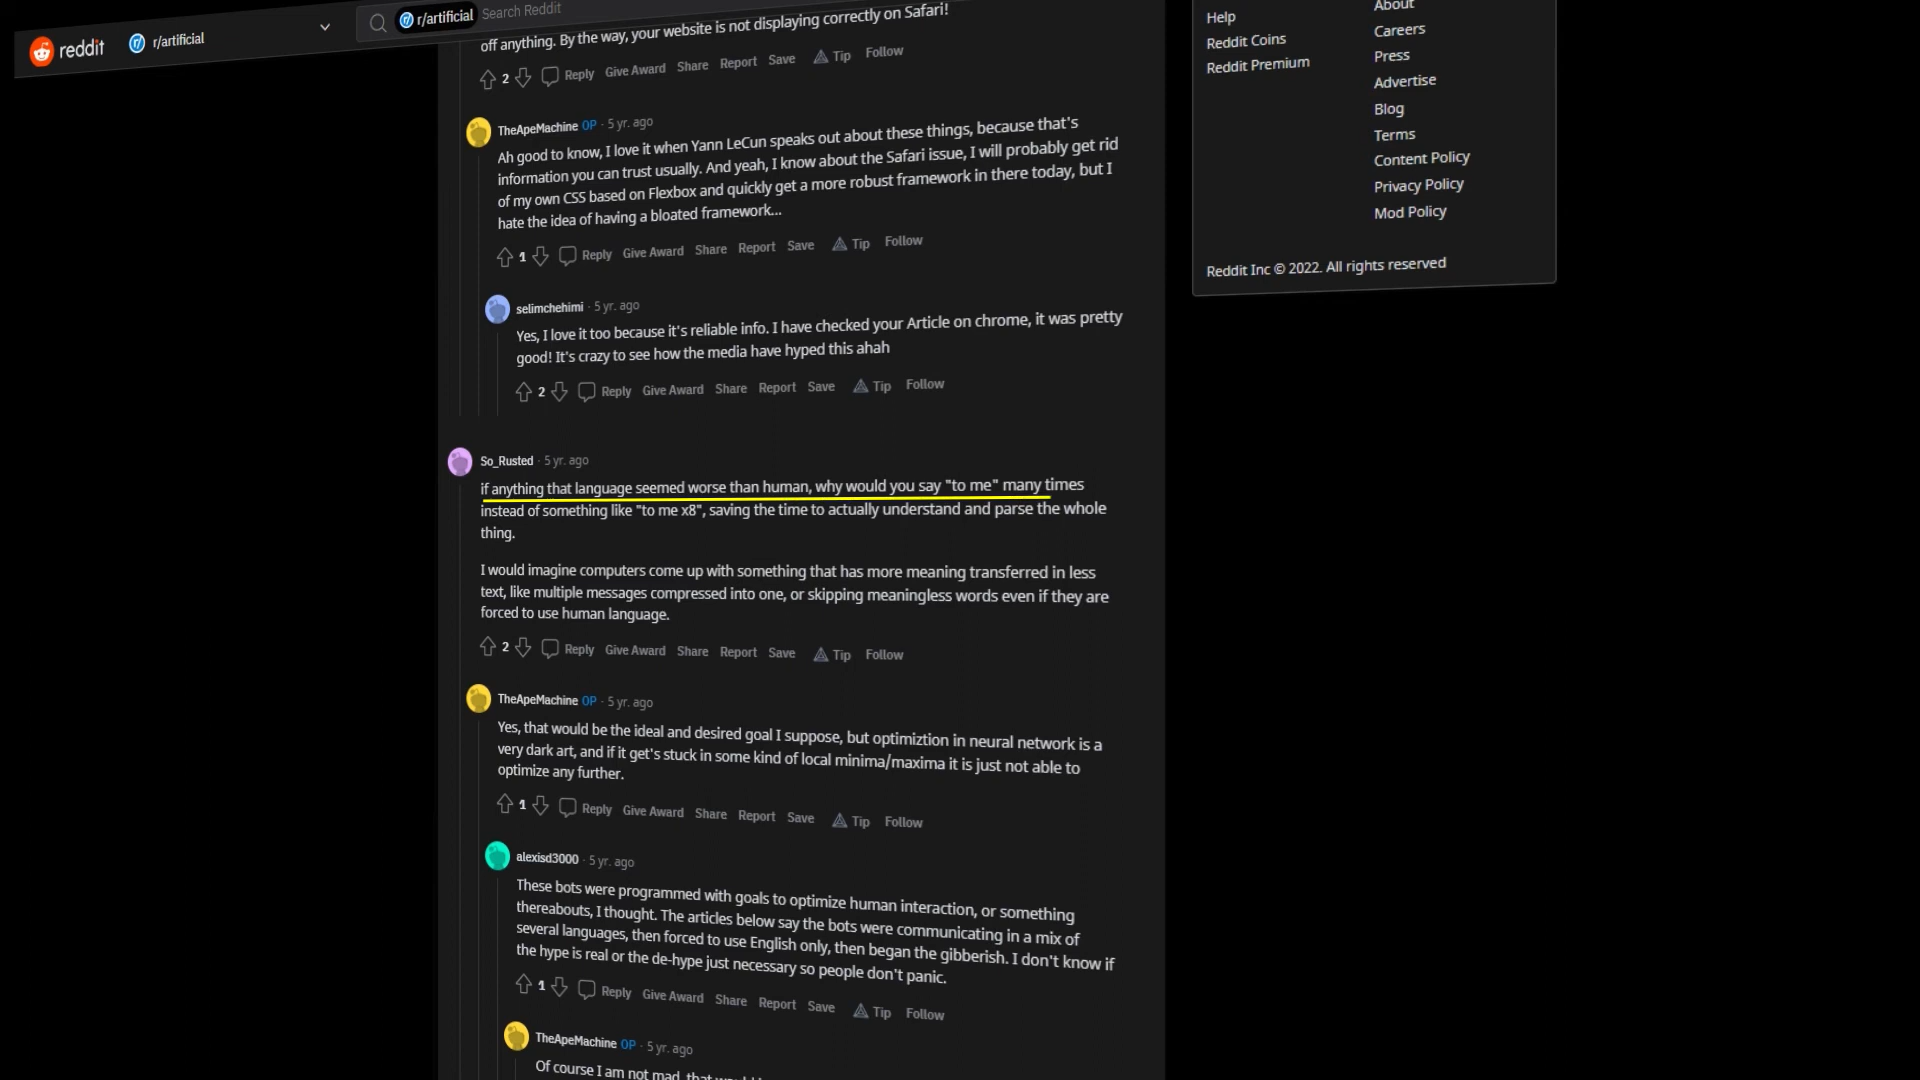 reddit
r/artificial
r/artificial
Search Reddit
off anything. By the way, your website is not displaying correctly on Safari!
2
Reply
Give Award
Share
Report
Save
Tip
Follow
TheApeMachine OP · 5 yr. ago
Ah good to know, I love it when Yann LeCun speaks out about these things, because that's
information you can trust usually. And yeah, I know about the Safari issue, I will probably get rid
of my own CSS based on Flexbox and quickly get a more robust framework in there today, but I
hate the idea of having a bloated framework...
1
Reply
Give Award
Share
Report
Save
Tip
Follow
selimchehimi · 5 yr. ago
Yes, I love it too because it's reliable info. I have checked your Article on chrome, it was pretty
good! It's crazy to see how the media have hyped this ahah
2
Reply
Give Award
Share
Report
Save
Tip
Follow
So_Rusted · 5 yr. ago
if anything that language seemed worse than human, why would you say "to me" many times
instead of something like "to me x8", saving the time to actually understand and parse the whole
thing.
I would imagine computers come up with something that has more meaning transferred in less
text, like multiple messages compressed into one, or skipping meaningless words even if they are
forced to use human language.
2
Reply
Give Award
Share
Report
Save
Tip
Follow
TheApeMachine OP · 5 yr. ago
Yes, that would be the ideal and desired goal I suppose, but optimiztion in neural network is a
very dark art, and if it get's stuck in some kind of local minima/maxima it is just not able to
optimize any further.
1
Reply
Give Award
Share
Report
Save
Tip
Follow
alexisd3000 · 5 yr. ago
These bots were programmed with goals to optimize human interaction, or something
thereabouts, I thought. The articles below say the bots were communicating in a mix of
several languages, then forced to use English only, then began the gibberish. I don't know if
the hype is real or the de-hype just necessary so people don't panic.
1
Reply
Give Award
Share
Report
Save
Tip
Follow
TheApeMachine OP · 5 yr. ago
Of course I am not mad, that
Help
Reddit Coins
Reddit Premium
About
Careers
Press
Advertise
Blog
Terms
Content Policy
Privacy Policy
Mod Policy
Reddit Inc © 2022. All rights reserved